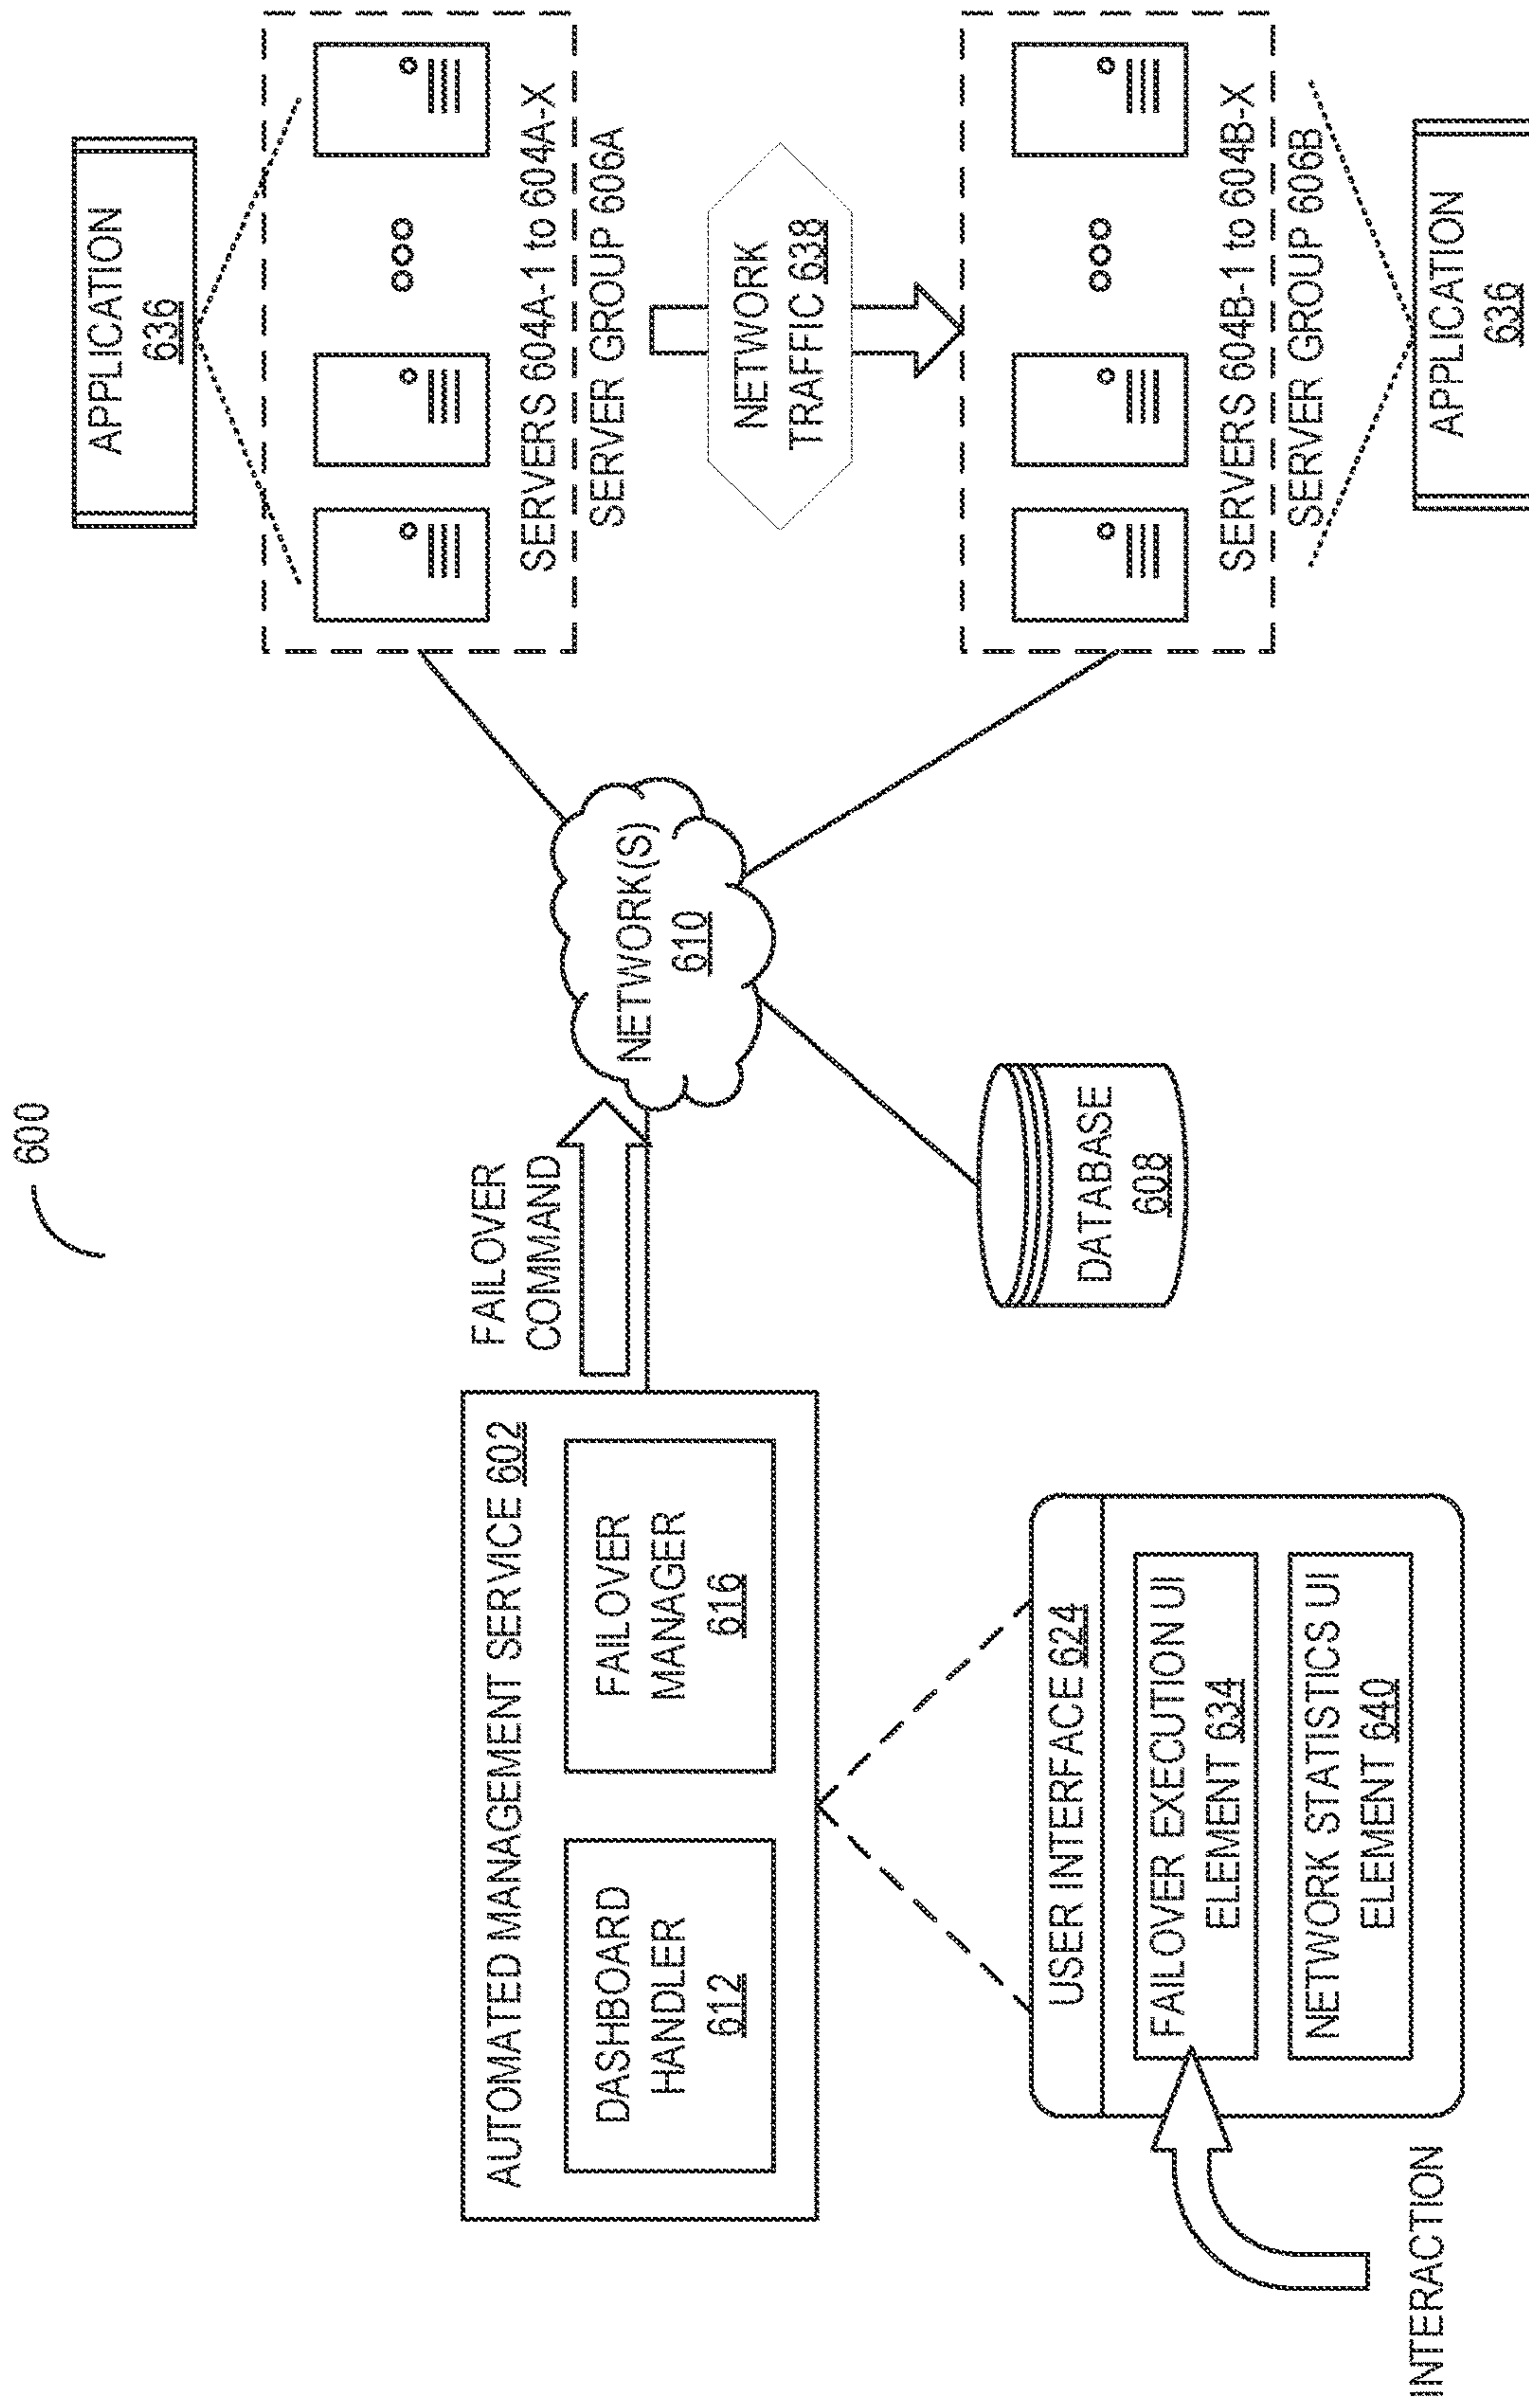 600
AUTOMATED MANAGEMENT SERVICE 602
DASHBOARD
HANDLER
612
FAILOVER
MANAGER
616
FAILOVER
COMMAND
NETWORK(S)
610
DATABASE
608
USER INTERFACE 624
FAILOVER EXECUTION UI
ELEMENT 634
NETWORK STATISTICS UI
ELEMENT 640
INTERACTION
APPLICATION
636
SERVERS 604A-1 to 604A-X
SERVER GROUP 606A
NETWORK
TRAFFIC 638
SERVERS 604B-1 to 604B-X
SERVER GROUP 606B
APPLICATION
636